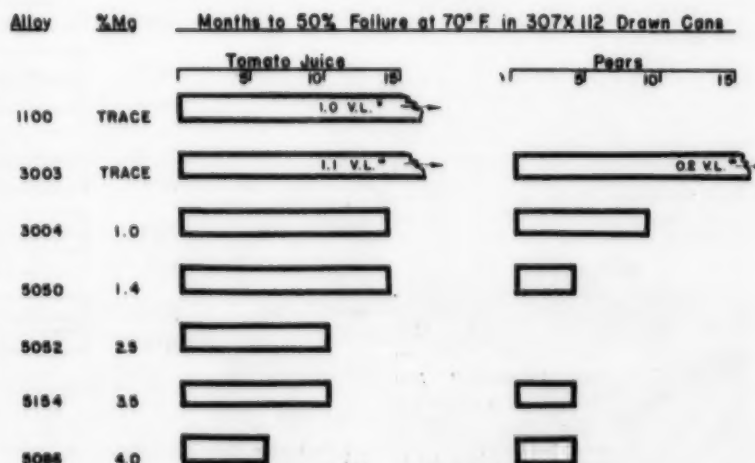 Alloy %Mg Months to 50% Failure at 70° F. in 307X112 Drawn Cans
Tomato Juice Pears
5 10 15 5 10 15
1100 TRACE 1.0 V.L.*
3003 TRACE 1.1 V.L.* 0.2 V.L.*
3004 1.0
5050 1.4
5052 2.5
5154 3.5
5086 4.0